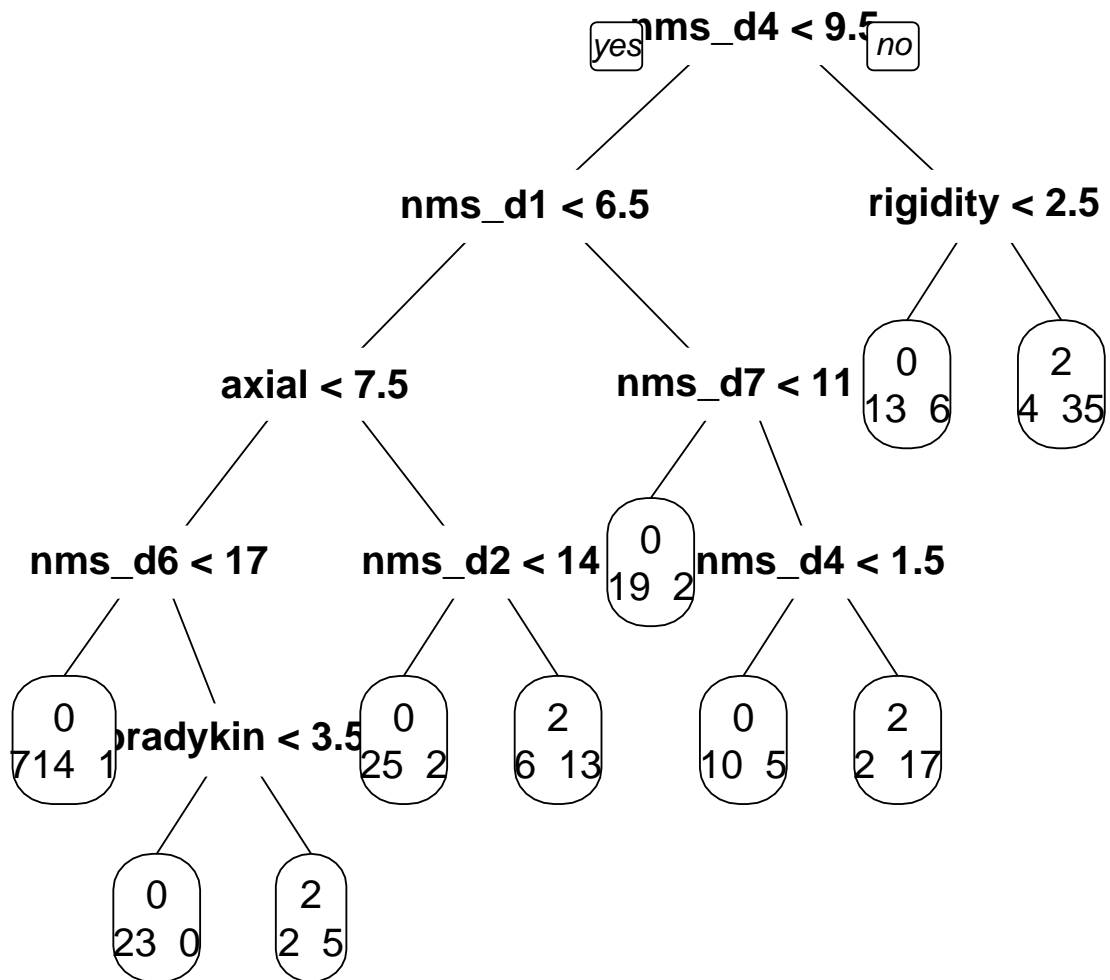 nms_d4 < 9.5
yes
no
nms_d1 < 6.5
rigidity < 2.5
axial < 7.5
nms_d7 < 11
0
13 6
2
4 35
nms_d6 < 17
nms_d2 < 14
0
19 2
nms_d4 < 1.5
0
714 1
bradykin < 3.5
0
25 2
2
6 13
0
10 5
2
2 17
0
23 0
2
2 5